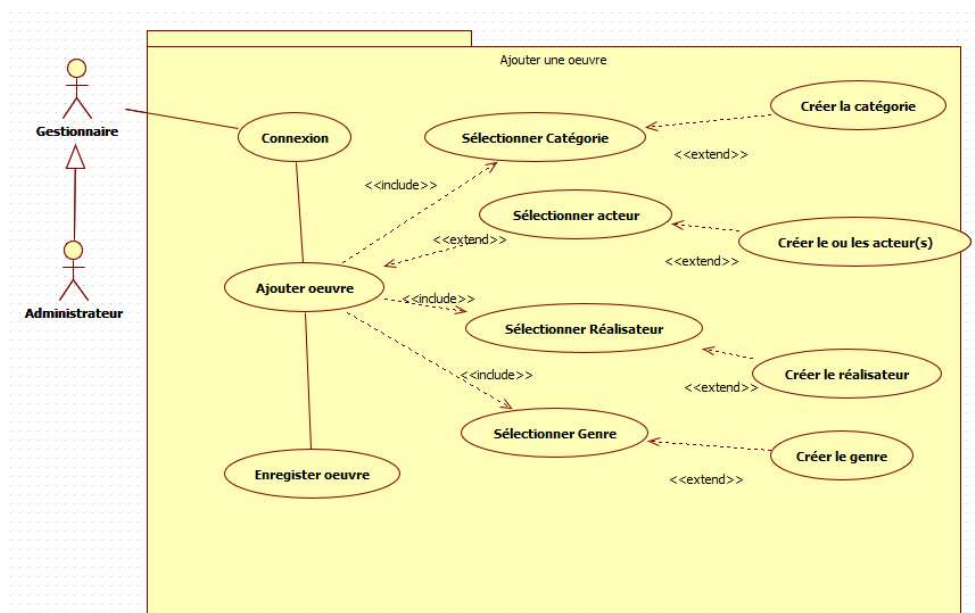 Ajouter une oeuvre
Gestionnaire
Administrateur
Connexion
Sélectionner Catégorie
Créer la catégorie
<<extend>>
<<include>>
Sélectionner acteur
<<extend>>
Créer le ou les acteur(s)
<<extend>>
Ajouter oeuvre
<<include>>
Sélectionner Réalisateur
<<include>>
Créer le réalisateur
<<extend>>
Sélectionner Genre
Créer le genre
<<extend>>
Enregister oeuvre